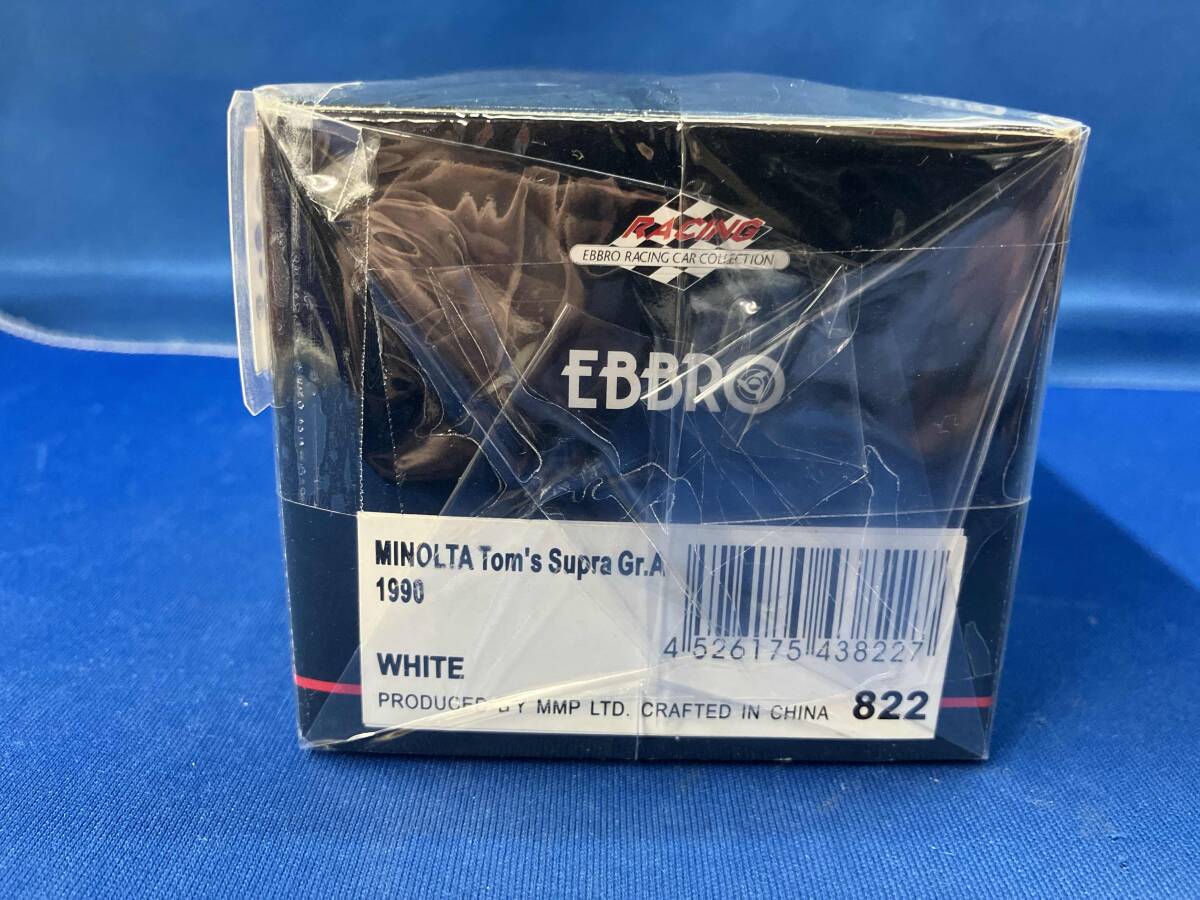 RACING
EBBRO RACING CAR COLLECTION
EBBRO
MINOLTA Tom's Supra Gr.A
1990
4 526175 438227
WHITE
PRODUCED BY MMP LTD. CRAFTED IN CHINA 822